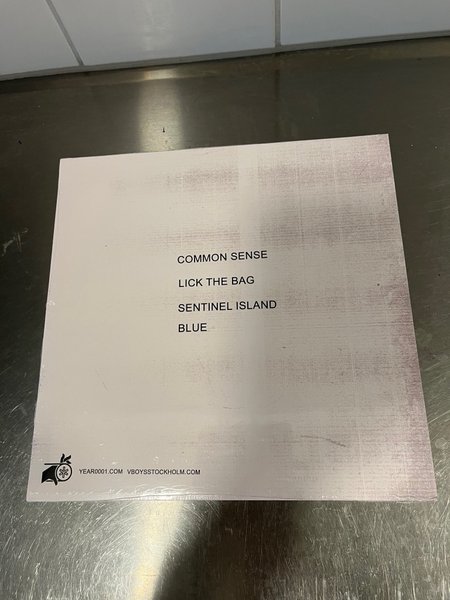 COMMON SENSE
LICK THE BAG
SENTINEL ISLAND
BLUE
YEAR0001.COM VBOYSSTOCKHOLM.COM